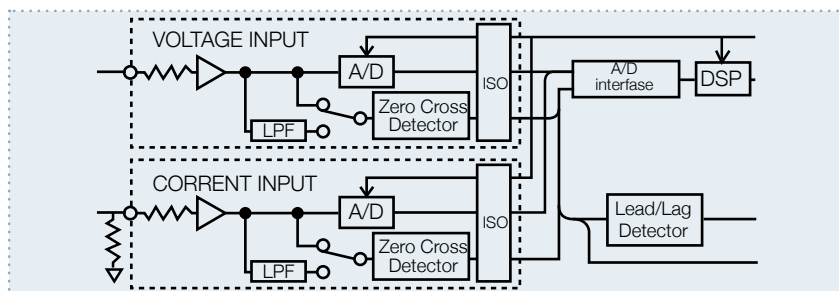 VOLTAGE INPUT
A/D
ISO
A/D
interfase
DSP
Zero Cross
Detector
LPF
CORRENT INPUT
A/D
ISO
Lead/Lag
Detector
Zero Cross
Detector
LPF